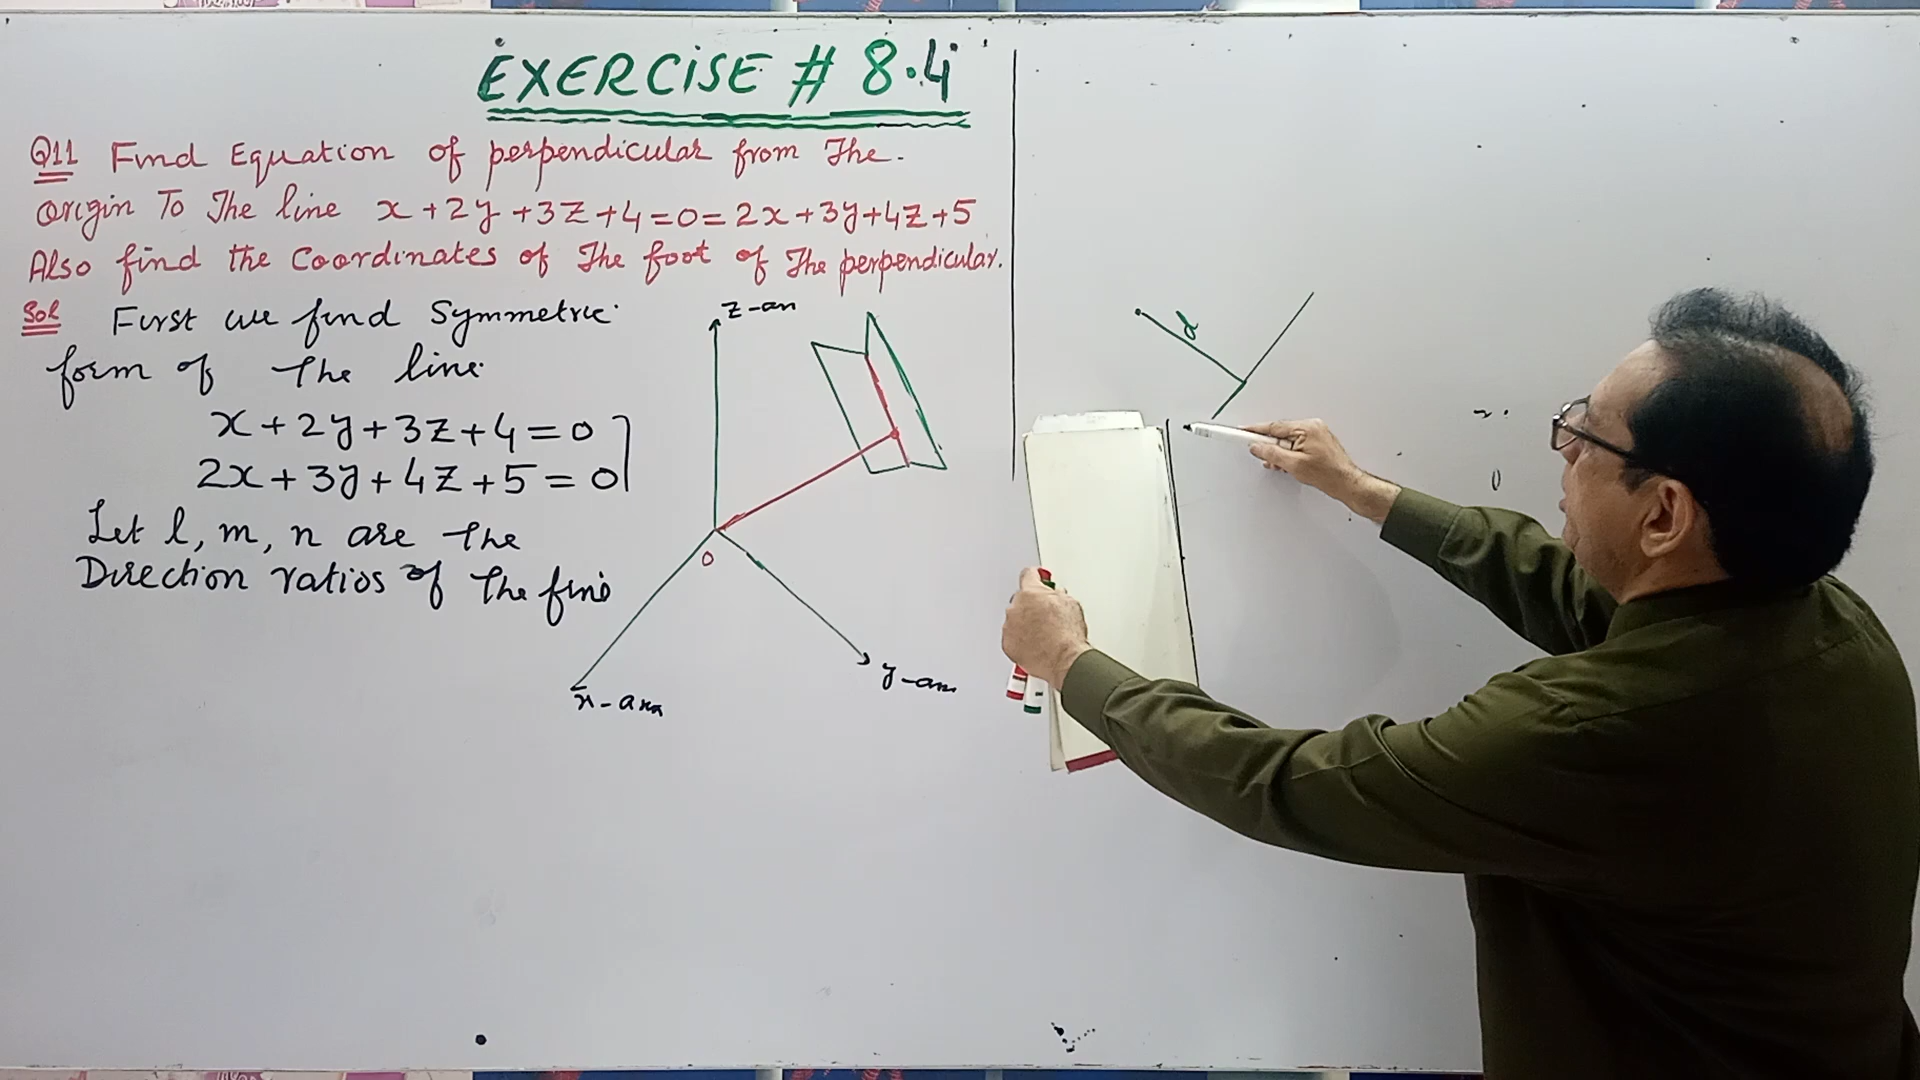 EXERCISE # 8.4
Q11 Find Equation of perpendicular from The
origin To The line x+2y+3z+4=0=2x+3y+4z+5
Also find the Coordinates of The foot of The perpendicular.
Sol First we find Symmetric
form of The line
x+2y+3z+4=0
2x+3y+4z+5=0
Let l, m, n are the
Direction ratios of The line
z-axis
O
y-axis
x-axis
d